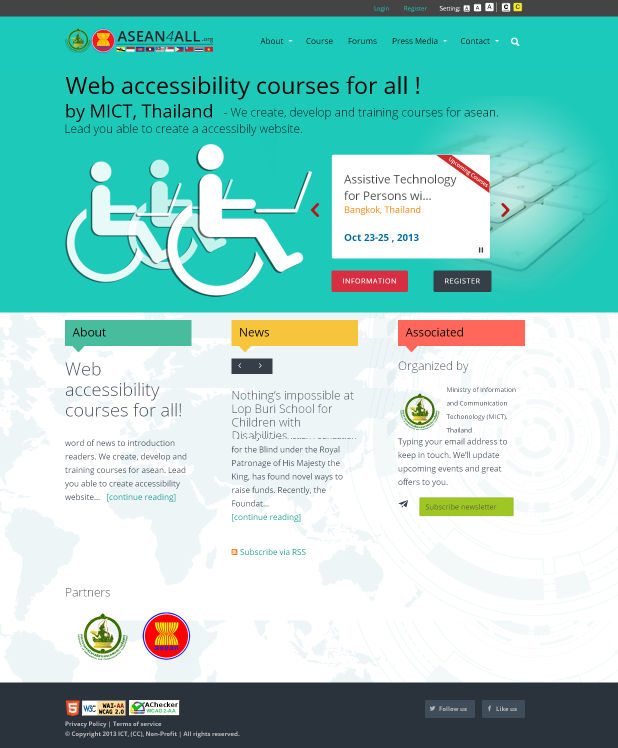 Login Register Setting: A A A C C
ASEAN4ALL.org
About Course Forums Press Media Contact
Web accessibility courses for all !
by MICT, Thailand - We create, develop and training courses for asean.
Lead you able to create a accessibily website.
Upcoming Courses
Assistive Technology
for Persons wi...
Bangkok, Thailand
Oct 23-25 , 2013
INFORMATION REGISTER
About
Web
accessibility
courses for all!
word of news to introduction
readers. We create, develop and
training courses for asean. Lead
you able to create accessibility
website... [continue reading]
News
Nothing's impossible at
Lop Buri School for
Children with
Disabilities
for the Blind under the Royal
Patronage of His Majesty the
King, has found novel ways to
raise funds. Recently, the
Foundat...
[continue reading]
Subscribe via RSS
Associated
Organized by
Ministry of Information
and Communication
Techonology (MICT),
Thailand
Typing your email address to
keep in touch. We'll update
upcoming events and great
offers to you.
Subscribe newsletter
Partners
W3C WAI-AA WCAG 2.0
AChecker
WCAG 2-AA
Follow us Like us
Privacy Policy | Terms of service
© Copyright 2013 ICT, (CC), Non-Profit | All rights reserved.